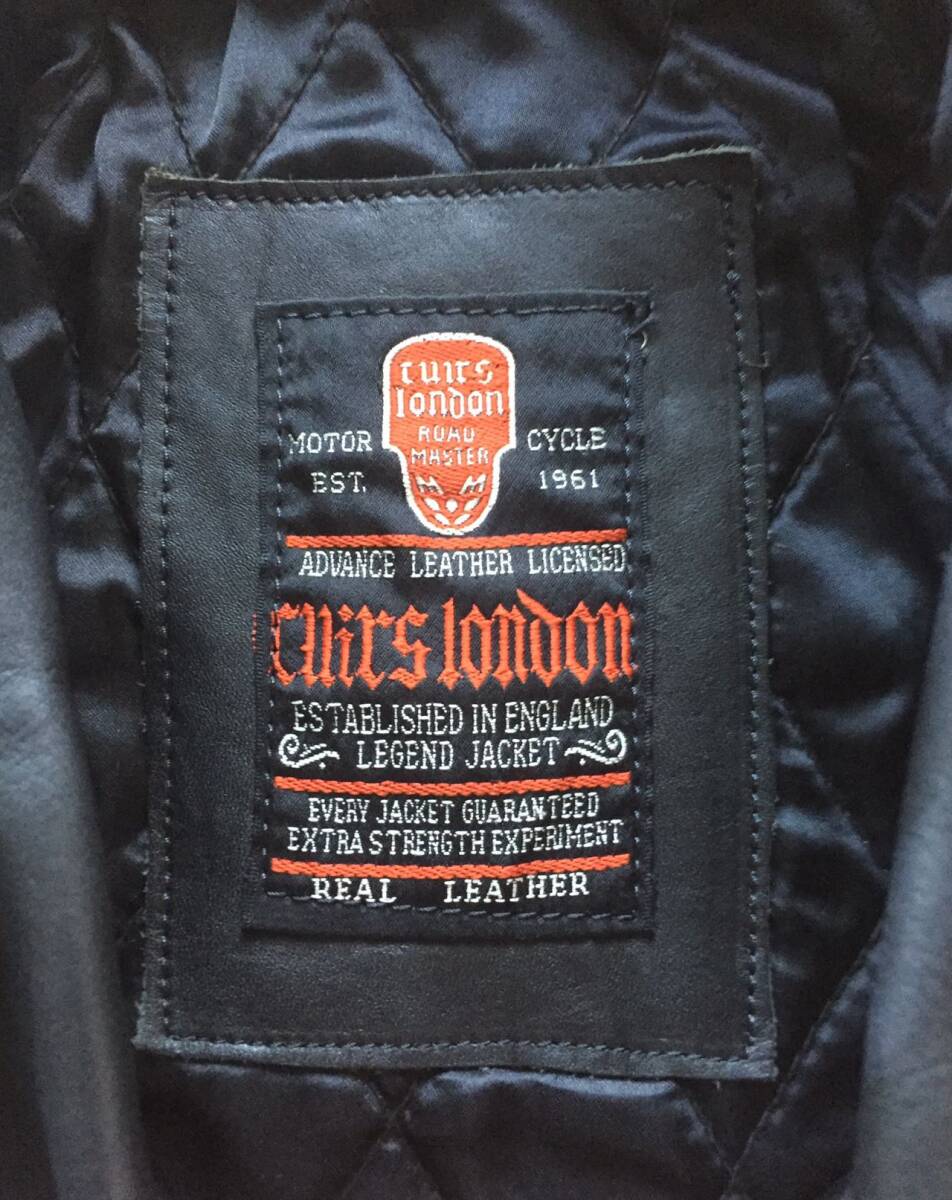 cuirs
london
ROAD
MASTER
MOTOR CYCLE
EST. 1961
ADVANCE LEATHER LICENSED
cuirs london
ESTABLISHED IN ENGLAND
LEGEND JACKET
EVERY JACKET GUARANTEED
EXTRA STRENGTH EXPERIMENT
REAL LEATHER